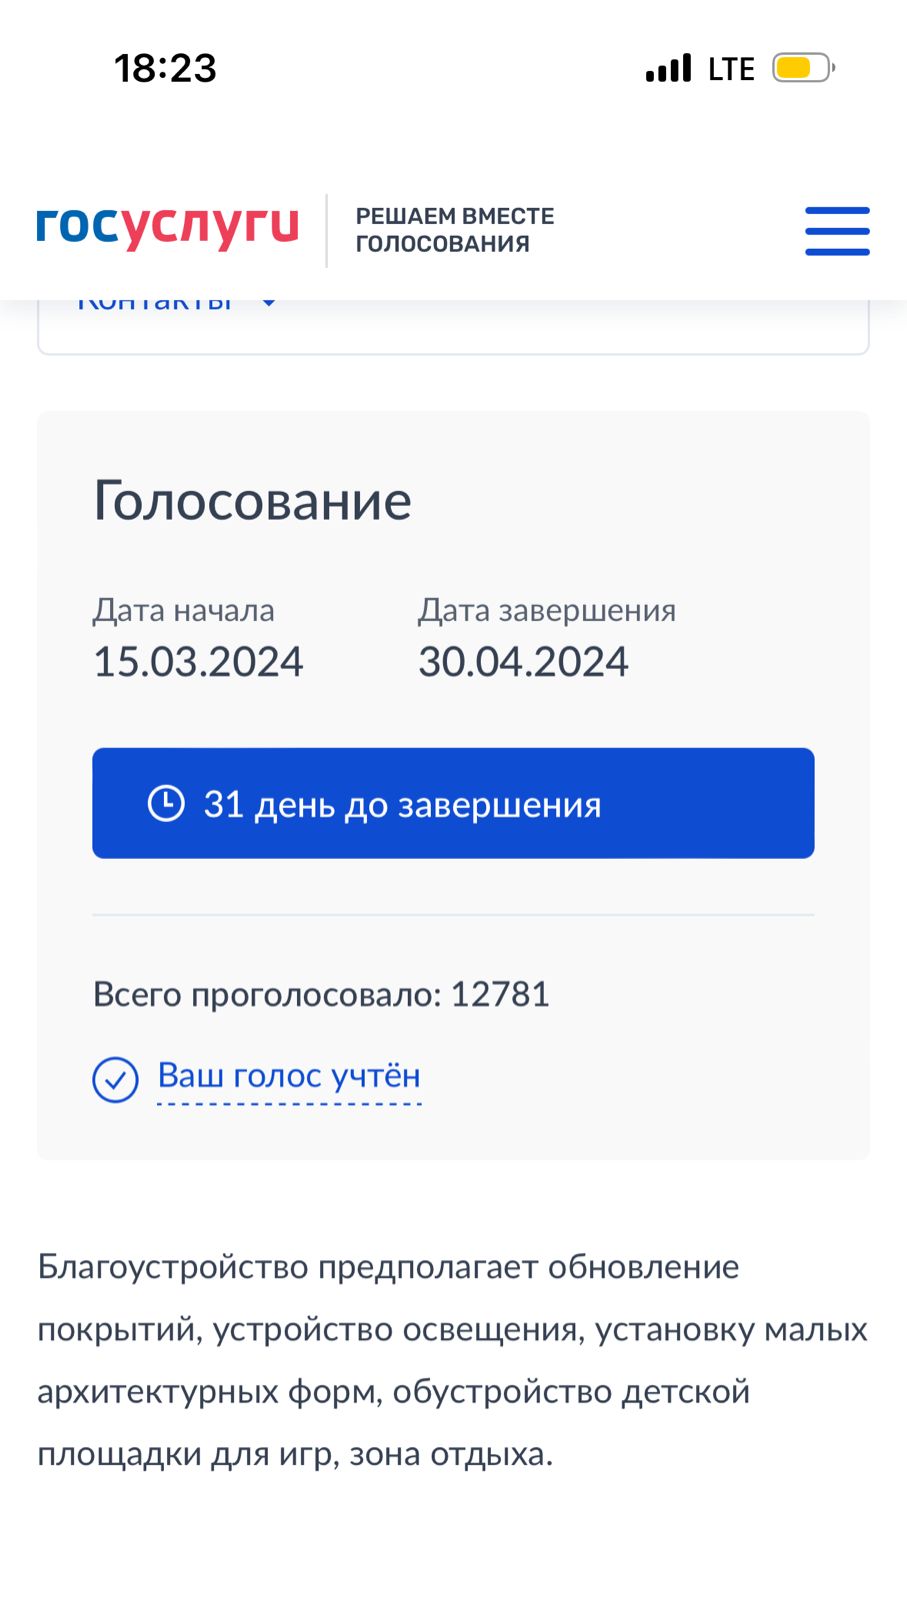 18:23
LTE
госуслуги
РЕШАЕМ ВМЕСТЕ
ГОЛОСОВАНИЯ
Контакты
Голосование
Дата начала
Дата завершения
15.03.2024
30.04.2024
31 день до завершения
Всего проголосовало: 12781
Ваш голос учтён
Благоустройство предполагает обновление
покрытий, устройство освещения, установку малых
архитектурных форм, обустройство детской
площадки для игр, зона отдыха.